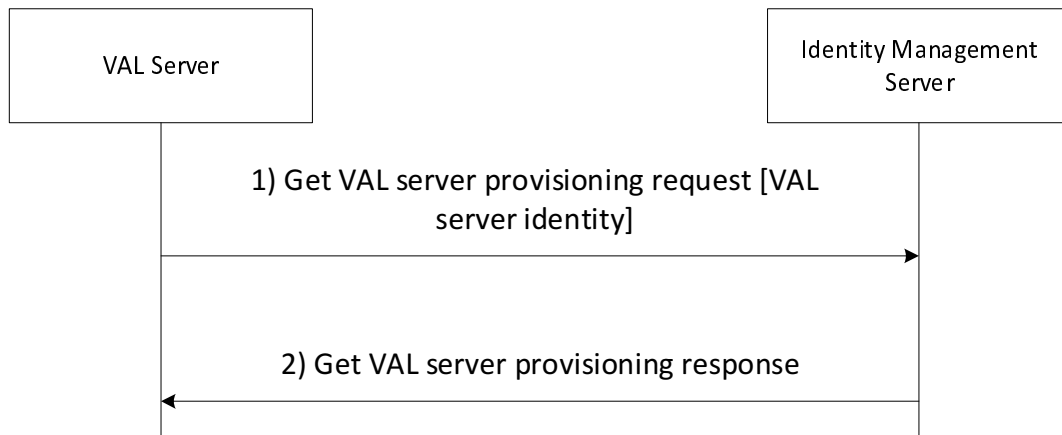 VAL Server
Identity Management
Server
1) Get VAL server provisioning request [VAL
server identity]
2) Get VAL server provisioning response